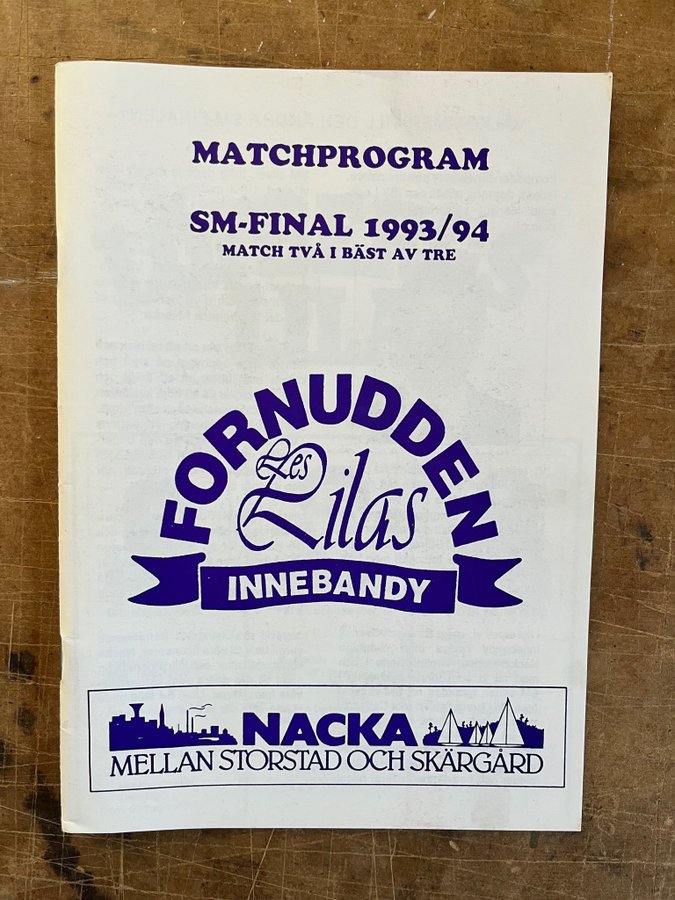 MATCHPROGRAM
SM-FINAL 1993/94
MATCH TVÅ I BÄST AV TRE
FORNUDDEN
Les Lilas
INNEBANDY
NACKA
MELLAN STORSTAD OCH SKÄRGÅRD